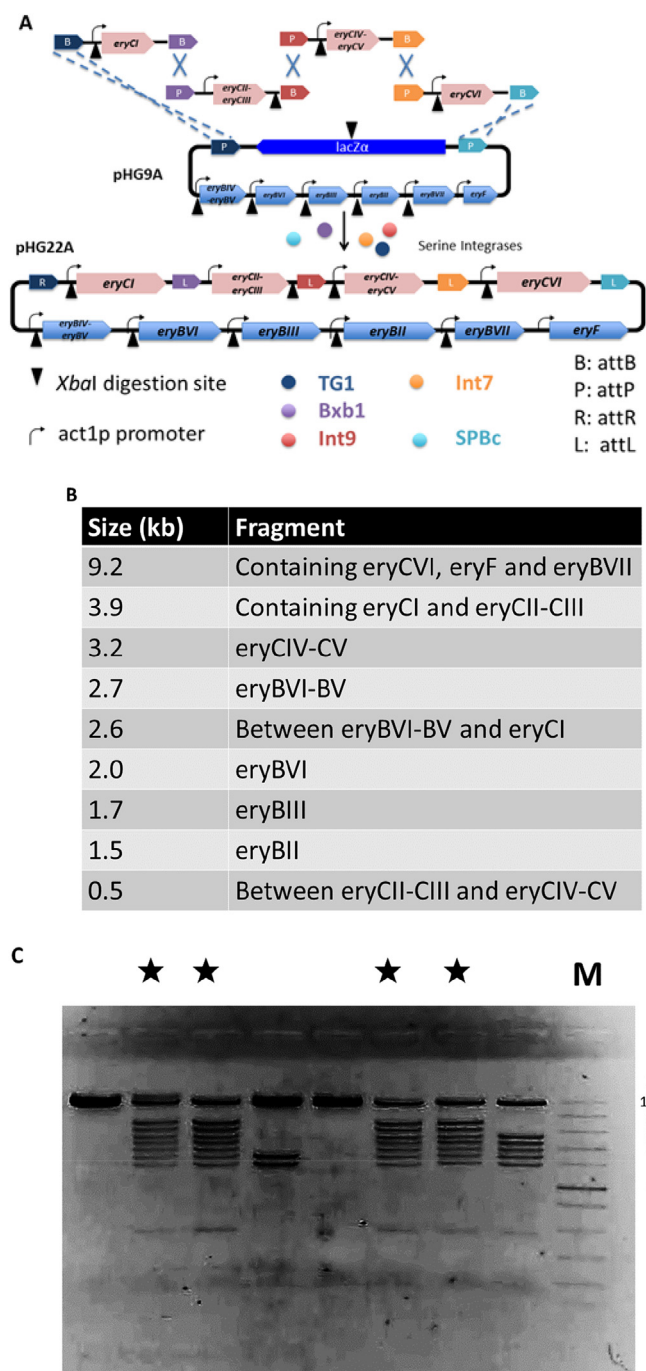 A
B eryCI B P eryCIV- B
eryCV
P eryCII- B P eryCVI B
eryCIII
P lacZα P
pHG9A
eryBIV eryBVI eryBIII eryBII eryBVII eryF
-eryBV
pHG22A
Serine Integrases
R eryCI L eryCII- L eryCIV- L eryCVI L
eryCIII eryCV
eryBIV- eryBVI eryBIII eryBII eryBVII eryF
eryBV
XbaI digestion site
act1p promoter
TG1
Bxb1
Int9
Int7
SPBc
B: attB
P: attP
R: attR
L: attL
B
Size (kb) Fragment
9.2 Containing eryCVI, eryF and eryBVII
3.9 Containing eryCI and eryCII-CIII
3.2 eryCIV-CV
2.7 eryBVI-BV
2.6 Between eryBVI-BV and eryCI
2.0 eryBVI
1.7 eryBIII
1.5 eryBII
0.5 Between eryCII-CIII and eryCIV-CV
C
M
1